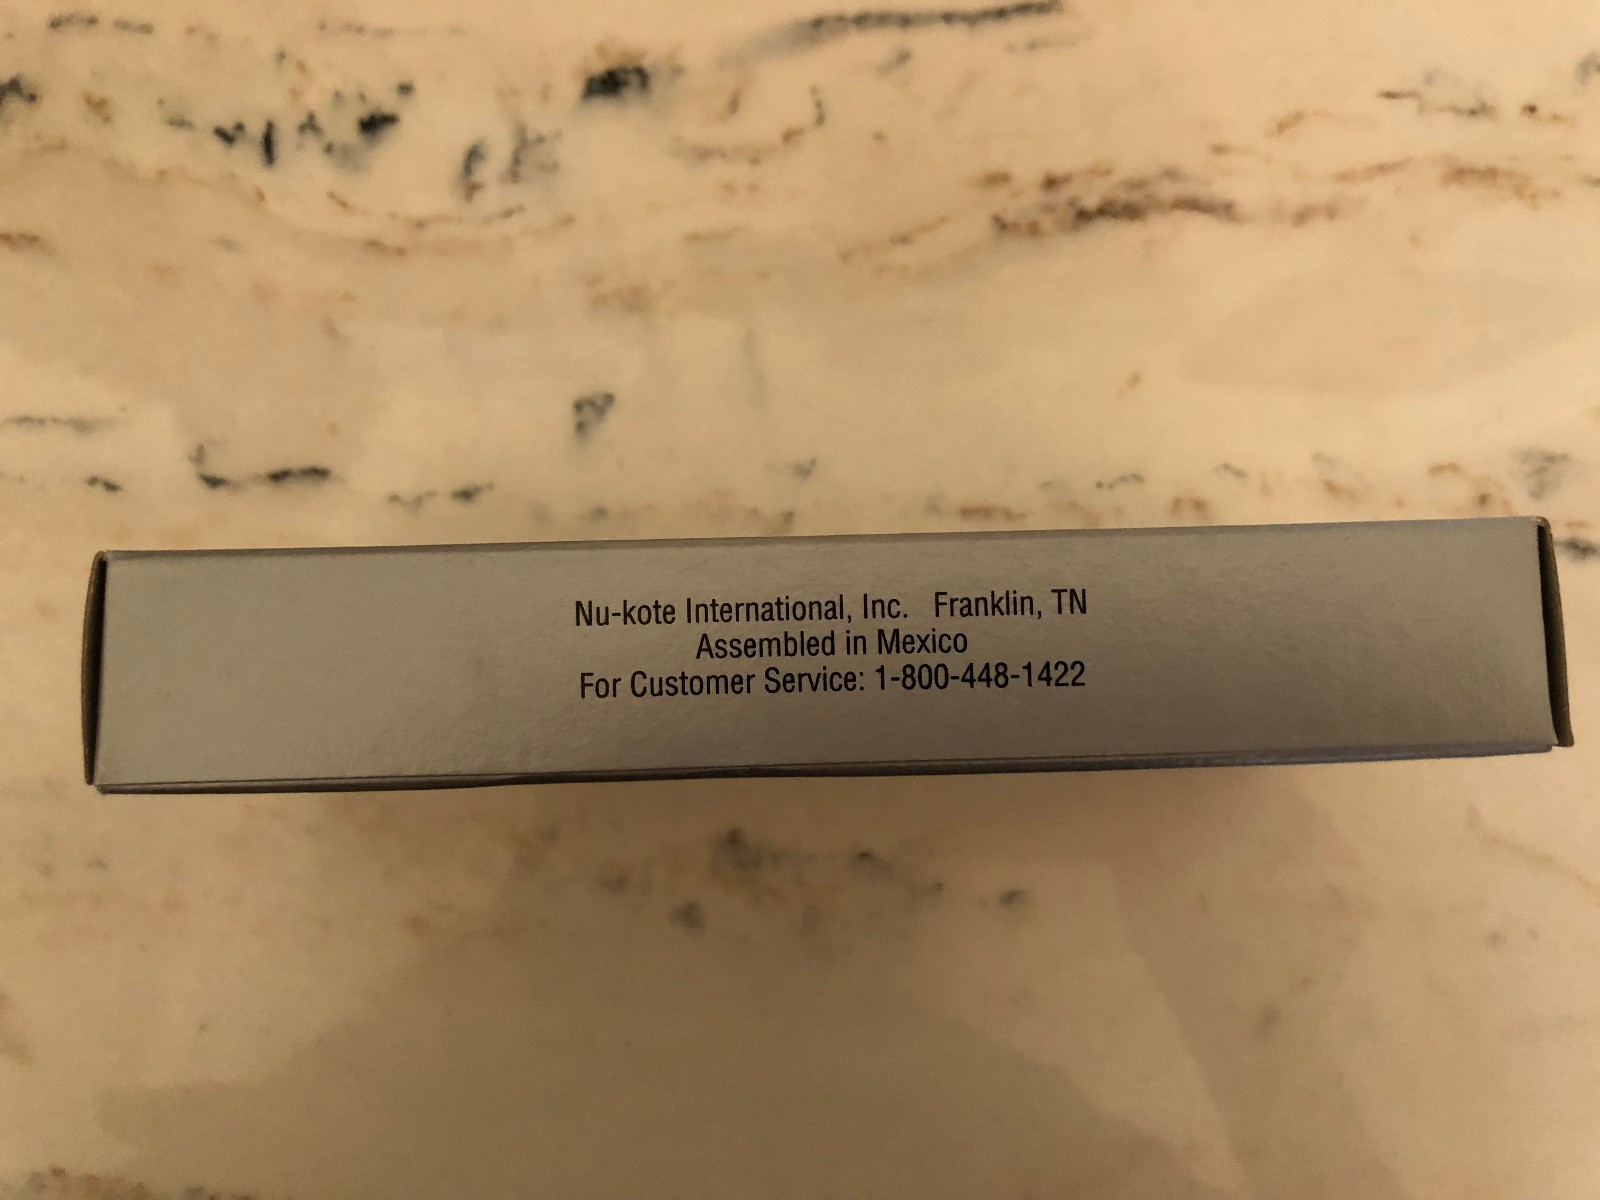 Nu-kote International, Inc.   Franklin, TN
Assembled in Mexico
For Customer Service: 1-800-448-1422